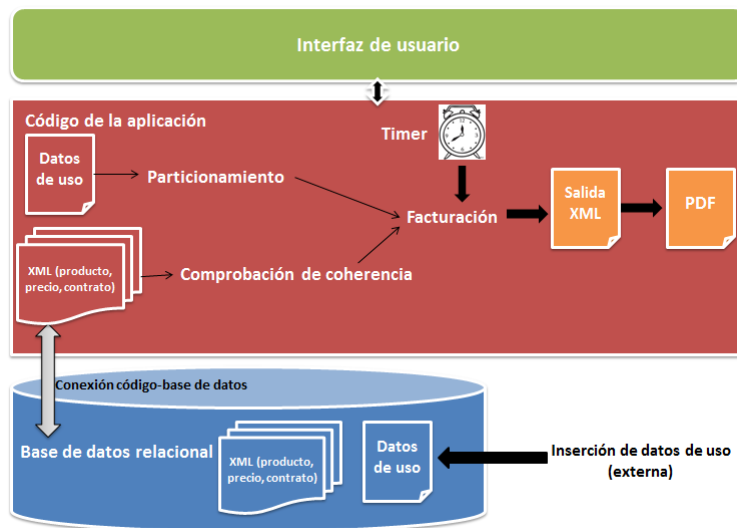 Interfaz de usuario
Código de la aplicación
Timer
Datos
de uso
Particionamiento
Facturación
Salida
XML
PDF
XML (producto,
precio, contrato)
Comprobación de coherencia
Conexión código-base de datos
Base de datos relacional
XML (producto,
precio, contrato)
Datos
de uso
Inserción de datos de uso
(externa)